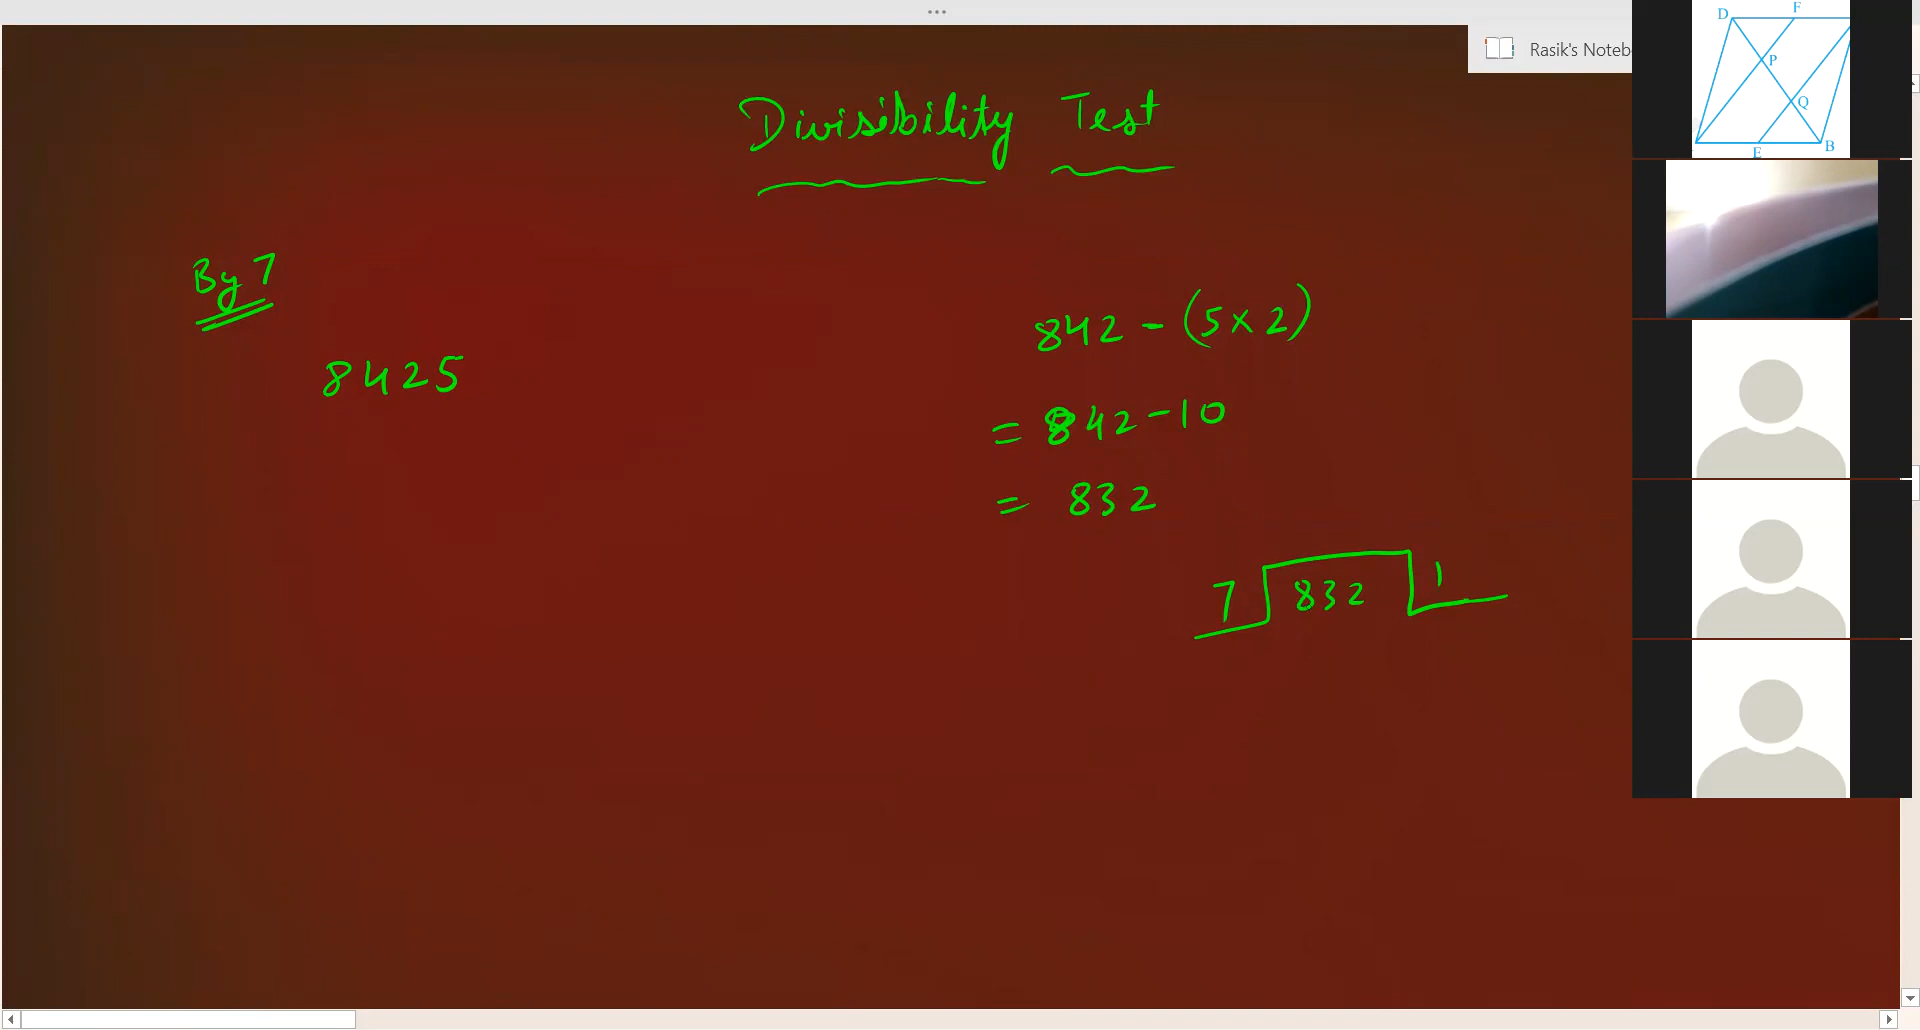 Rasik's Noteb
Divisibility Test
By 7
8425
842 - (5 × 2)
= 842 - 10
= 832
7 832 1
D F
P
Q
E B